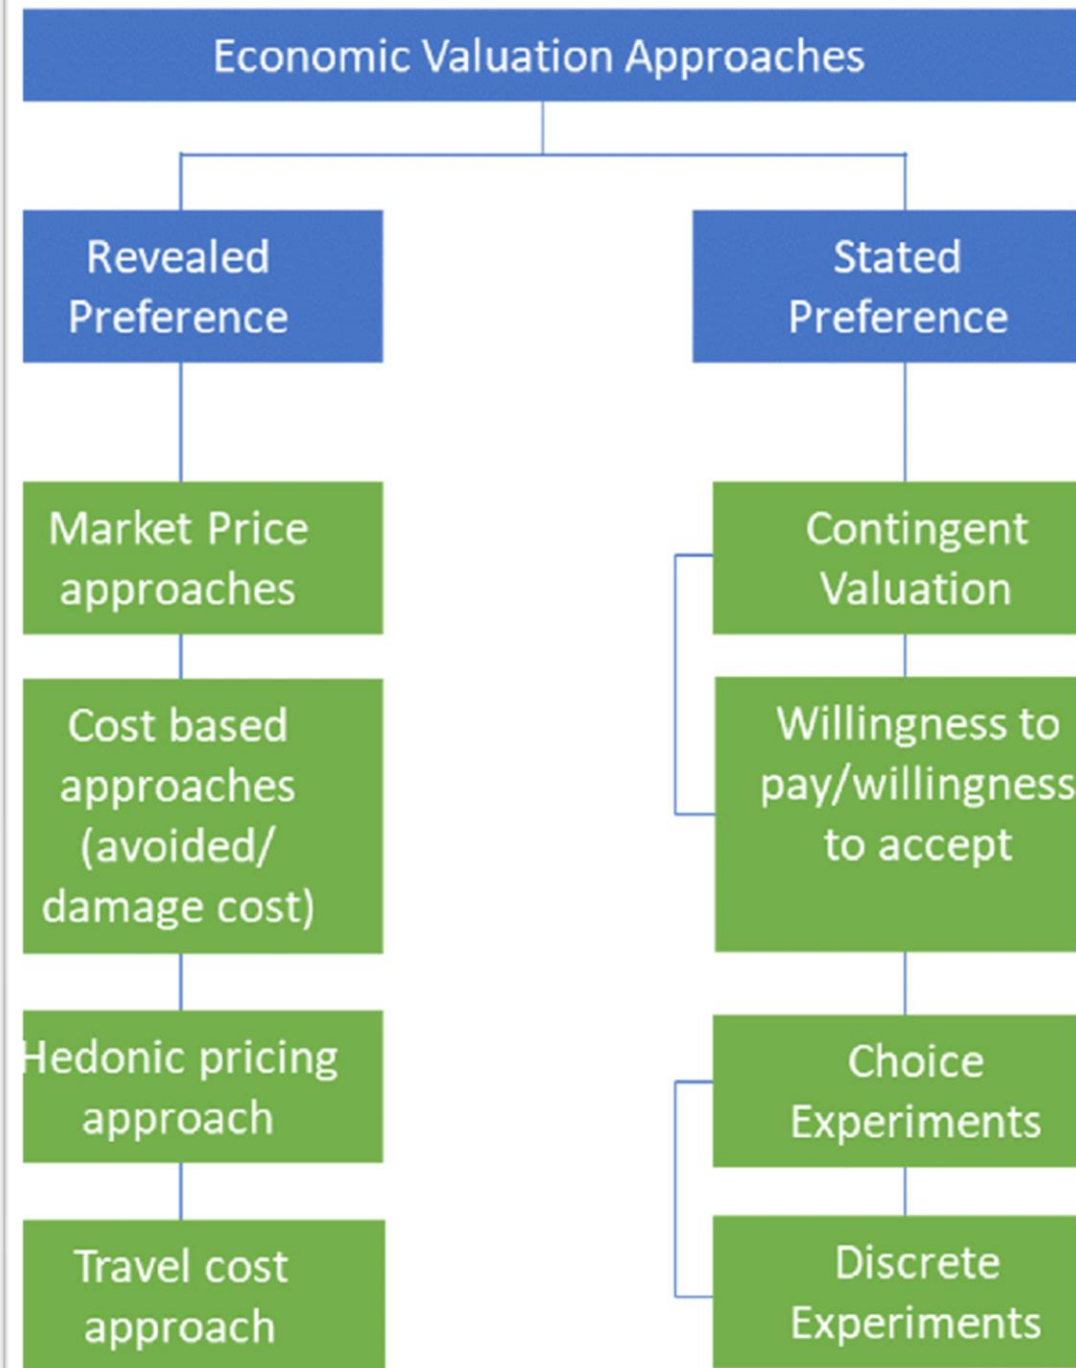 Economic Valuation Approaches
Revealed
Preference
Stated
Preference
Market Price
approaches
Cost based
approaches
(avoided/
damage cost)
Hedonic pricing
approach
Travel cost
approach
Contingent
Valuation
Willingness to
pay/willingness
to accept
Choice
Experiments
Discrete
Experiments